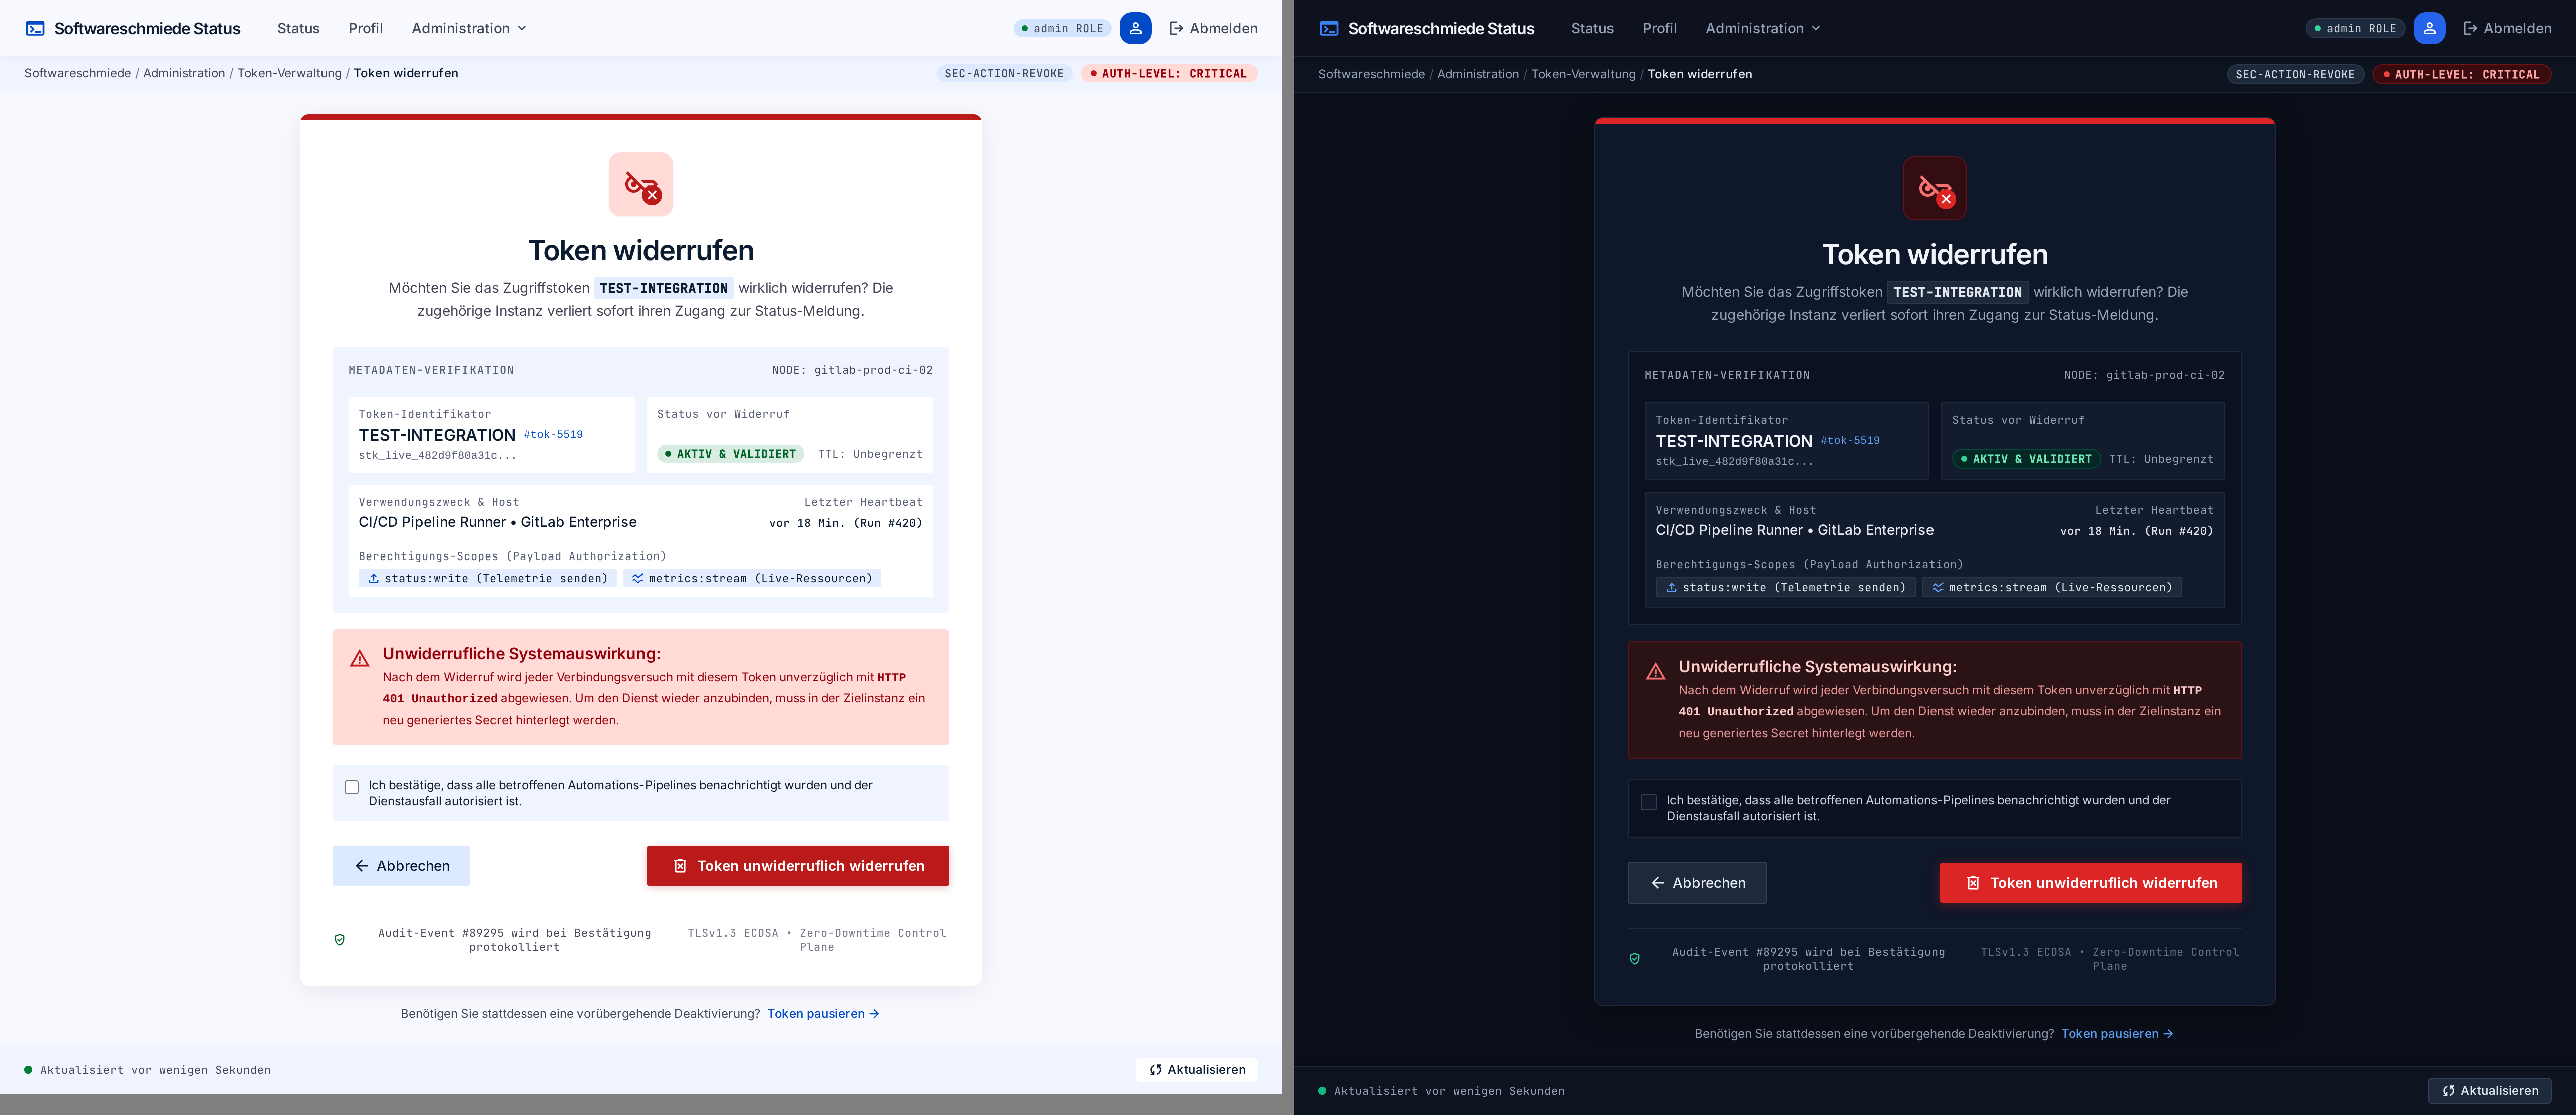 Softwareschmiede Status Status Profil Administration admin ROLE Abmelden
Softwareschmiede / Administration / Token-Verwaltung / Token widerrufen SEC-ACTION-REVOKE AUTH-LEVEL: CRITICAL
Token widerrufen
Möchten Sie das Zugriffstoken TEST-INTEGRATION wirklich widerrufen? Die
zugehörige Instanz verliert sofort ihren Zugang zur Status-Meldung.
METADATEN-VERIFIKATION NODE: gitlab-prod-ci-02
Token-Identifikator
TEST-INTEGRATION #tok-5519
stk_live_482d9f80a31c...
Status vor Widerruf
AKTIV & VALIDIERT TTL: Unbegrenzt
Verwendungszweck & Host Letzter Heartbeat
CI/CD Pipeline Runner • GitLab Enterprise vor 18 Min. (Run #420)
Berechtigungs-Scopes (Payload Authorization)
status:write (Telemetrie senden) metrics:stream (Live-Ressourcen)
Unwiderrufliche Systemauswirkung:
Nach dem Widerruf wird jeder Verbindungsversuch mit diesem Token unverzüglich mit HTTP
401 Unauthorized abgewiesen. Um den Dienst wieder anzubinden, muss in der Zielinstanz ein
neu generiertes Secret hinterlegt werden.
Ich bestätige, dass alle betroffenen Automations-Pipelines benachrichtigt wurden und der
Dienstausfall autorisiert ist.
Abbrechen Token unwiderruflich widerrufen
Audit-Event #89295 wird bei Bestätigung
protokolliert
TLSv1.3 ECDSA • Zero-Downtime Control
Plane
Benötigen Sie stattdessen eine vorübergehende Deaktivierung? Token pausieren →
Aktualisiert vor wenigen Sekunden Aktualisieren
Softwareschmiede Status Status Profil Administration admin ROLE Abmelden
Softwareschmiede / Administration / Token-Verwaltung / Token widerrufen SEC-ACTION-REVOKE AUTH-LEVEL: CRITICAL
Token widerrufen
Möchten Sie das Zugriffstoken TEST-INTEGRATION wirklich widerrufen? Die
zugehörige Instanz verliert sofort ihren Zugang zur Status-Meldung.
METADATEN-VERIFIKATION NODE: gitlab-prod-ci-02
Token-Identifikator
TEST-INTEGRATION #tok-5519
stk_live_482d9f80a31c...
Status vor Widerruf
AKTIV & VALIDIERT TTL: Unbegrenzt
Verwendungszweck & Host Letzter Heartbeat
CI/CD Pipeline Runner • GitLab Enterprise vor 18 Min. (Run #420)
Berechtigungs-Scopes (Payload Authorization)
status:write (Telemetrie senden) metrics:stream (Live-Ressourcen)
Unwiderrufliche Systemauswirkung:
Nach dem Widerruf wird jeder Verbindungsversuch mit diesem Token unverzüglich mit HTTP
401 Unauthorized abgewiesen. Um den Dienst wieder anzubinden, muss in der Zielinstanz ein
neu generiertes Secret hinterlegt werden.
Ich bestätige, dass alle betroffenen Automations-Pipelines benachrichtigt wurden und der
Dienstausfall autorisiert ist.
Abbrechen Token unwiderruflich widerrufen
Audit-Event #89295 wird bei Bestätigung
protokolliert
TLSv1.3 ECDSA • Zero-Downtime Control
Plane
Benötigen Sie stattdessen eine vorübergehende Deaktivierung? Token pausieren →
Aktualisiert vor wenigen Sekunden Aktualisieren